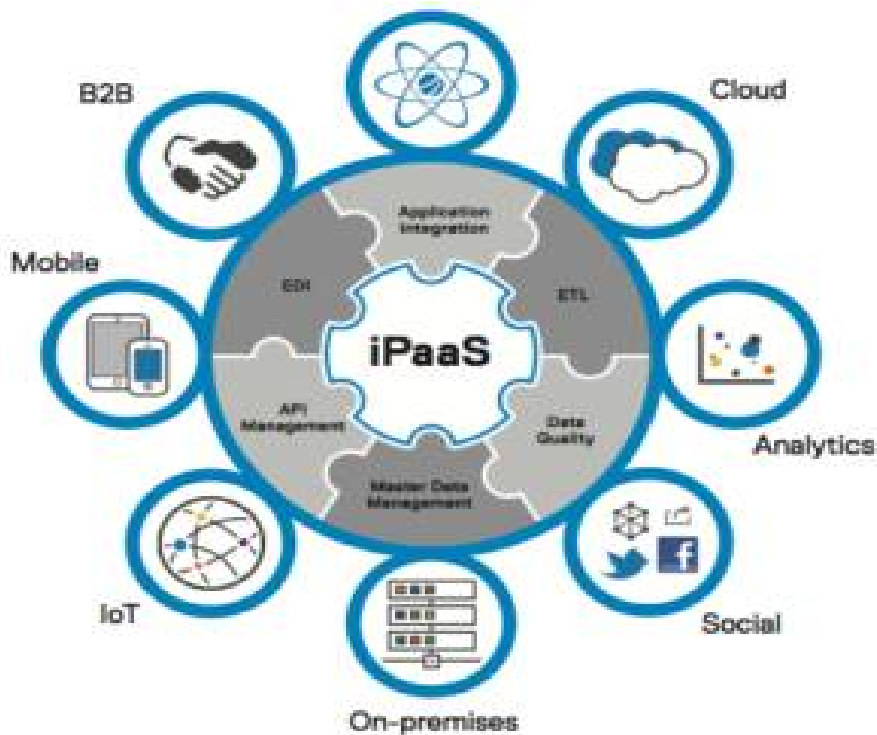 B2B
Cloud
Application
Integration
Mobile
EDI
ETL
iPaaS
API
Management
Data
Quality
Analytics
Master Data
Management
IoT
Social
On-premises